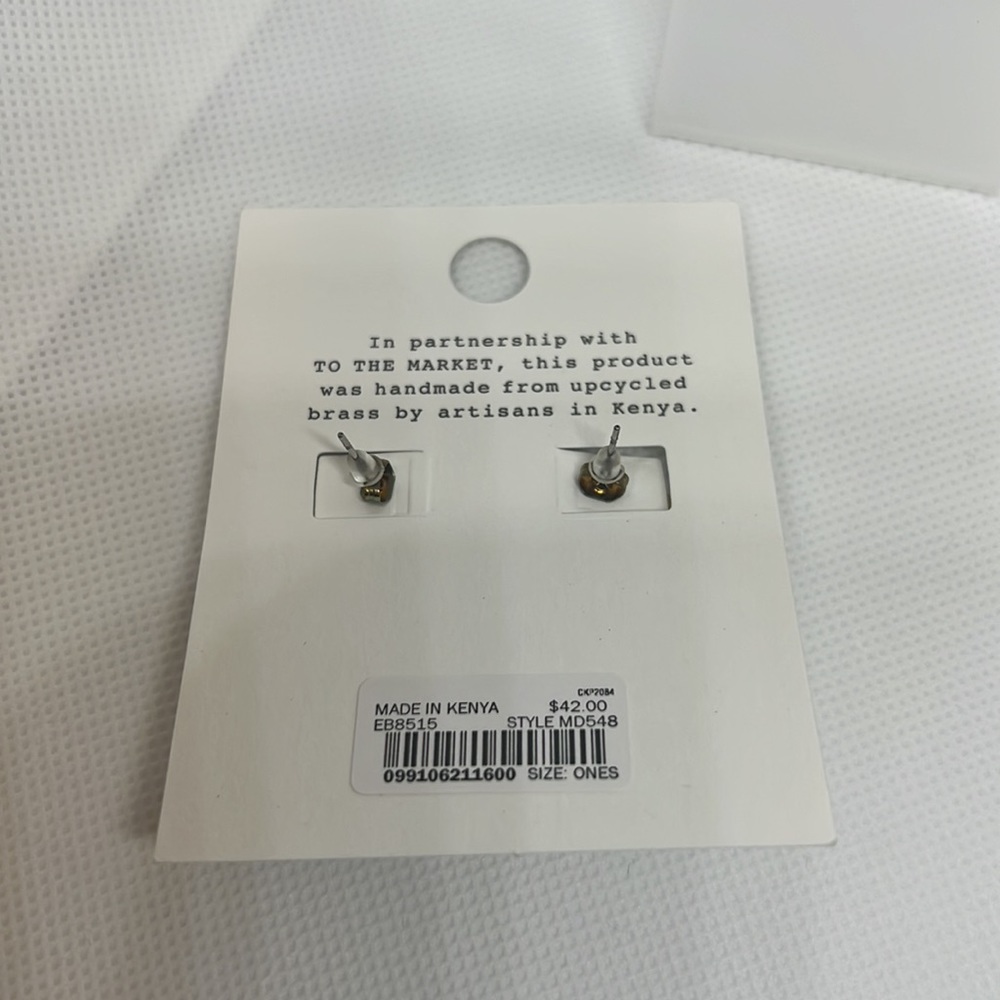 In partnership with
TO THE MARKET, this product
was handmade from upcycled
brass by artisans in Kenya.
CKP2084
MADE IN KENYA $42.00
EB8515 STYLE MD548
099106211600 SIZE: ONES